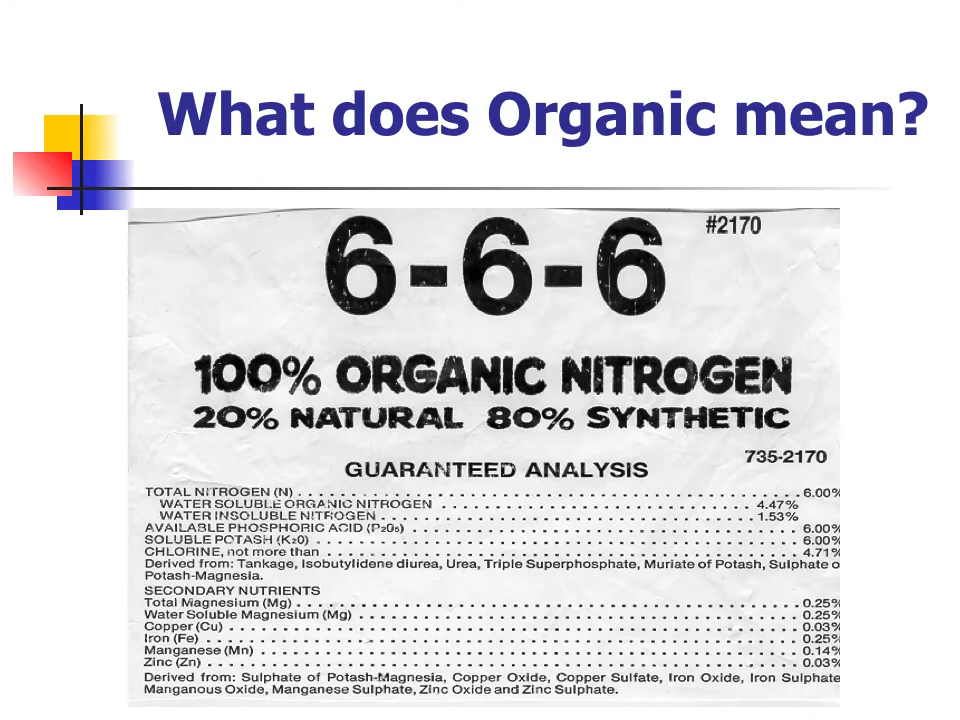 What does Organic mean?
#2170
6-6-6
100% ORGANIC NITROGEN
20% NATURAL 80% SYNTHETIC
735-2170
GUARANTEED ANALYSIS
TOTAL NITROGEN (N) . . . . . . . . . . . . . . . . . . . . 6.00%
WATER SOLUBLE ORGANIC NITROGEN . . . . . . . . . . . . . . . . . . . . 4.47%
WATER INSOLUBLE NITROGEN . . . . . . . . . . . . . . . . . . . . 1.53%
AVAILABLE PHOSPHORIC ACID (P₂0₅) . . . . . . . . . . . . . . . . . . . . 6.00%
SOLUBLE POTASH (K₂0) . . . . . . . . . . . . . . . . . . . . 6.00%
CHLORINE, not more than . . . . . . . . . . . . . . . . . . . . 4.71%
Derived from: Tankage, Isobutylidene diurea, Urea, Triple Superphosphate, Muriate of Potash, Sulphate o
Potash-Magnesia.
SECONDARY NUTRIENTS
Total Magnesium (Mg) . . . . . . . . . . . . . . . . . . . . 0.25%
Water Soluble Magnesium (Mg) . . . . . . . . . . . . . . . . . . . . 0.25%
Copper (Cu) . . . . . . . . . . . . . . . . . . . . 0.03%
Iron (Fe) . . . . . . . . . . . . . . . . . . . . 0.25%
Manganese (Mn) . . . . . . . . . . . . . . . . . . . . 0.14%
Zinc (Zn) . . . . . . . . . . . . . . . . . . . . 0.03%
Derived from: Sulphate of Potash-Magnesia, Copper Oxide, Copper Sulfate, Iron Oxide, Iron Sulphate
Manganous Oxide, Manganese Sulphate, Zinc Oxide and Zinc Sulphate.